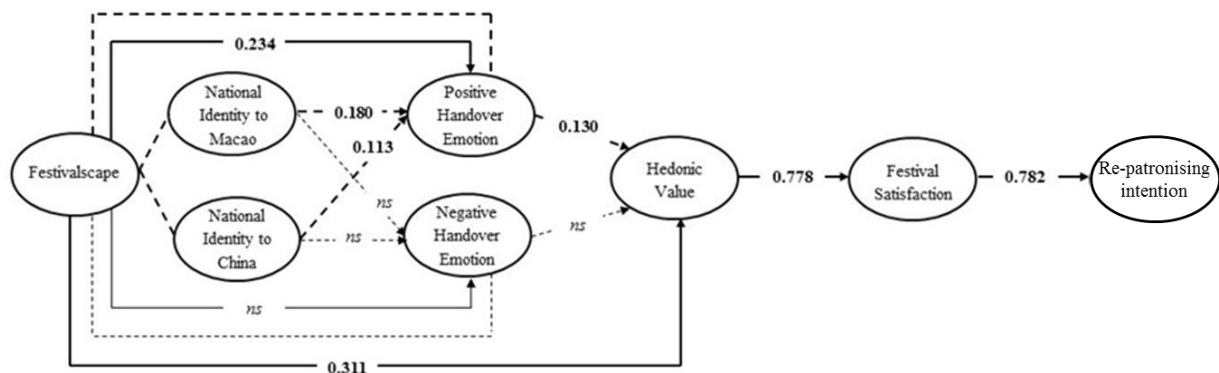 0.234
National
Identity to
Macao
0.180
Positive
Handover
Emotion
0.130
0.113
Festivalscape
ns
Hedonic
Value
0.778
Festival
Satisfaction
0.782
Re-patronising
intention
National
Identity to
China
ns
Negative
Handover
Emotion
ns
ns
0.311